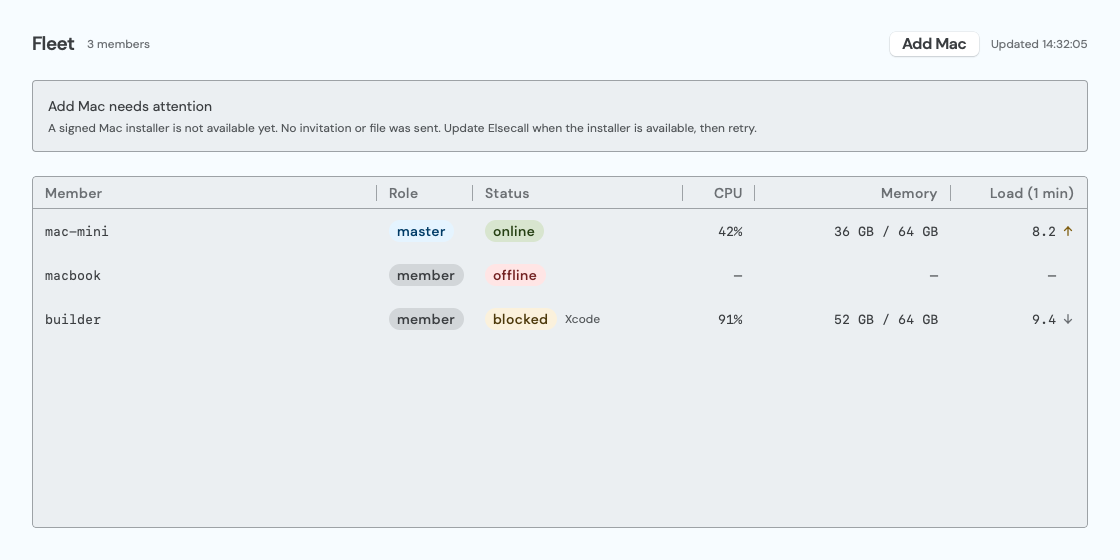 Fleet 3 members Add Mac Updated 14:32:05
Add Mac needs attention
A signed Mac installer is not available yet. No invitation or file was sent. Update Elsecall when the installer is available, then retry.
Member Role Status CPU Memory Load (1 min)
mac-mini master online 42% 36 GB / 64 GB 8.2 ↑
macbook member offline — — —
builder member blocked Xcode 91% 52 GB / 64 GB 9.4 ↓